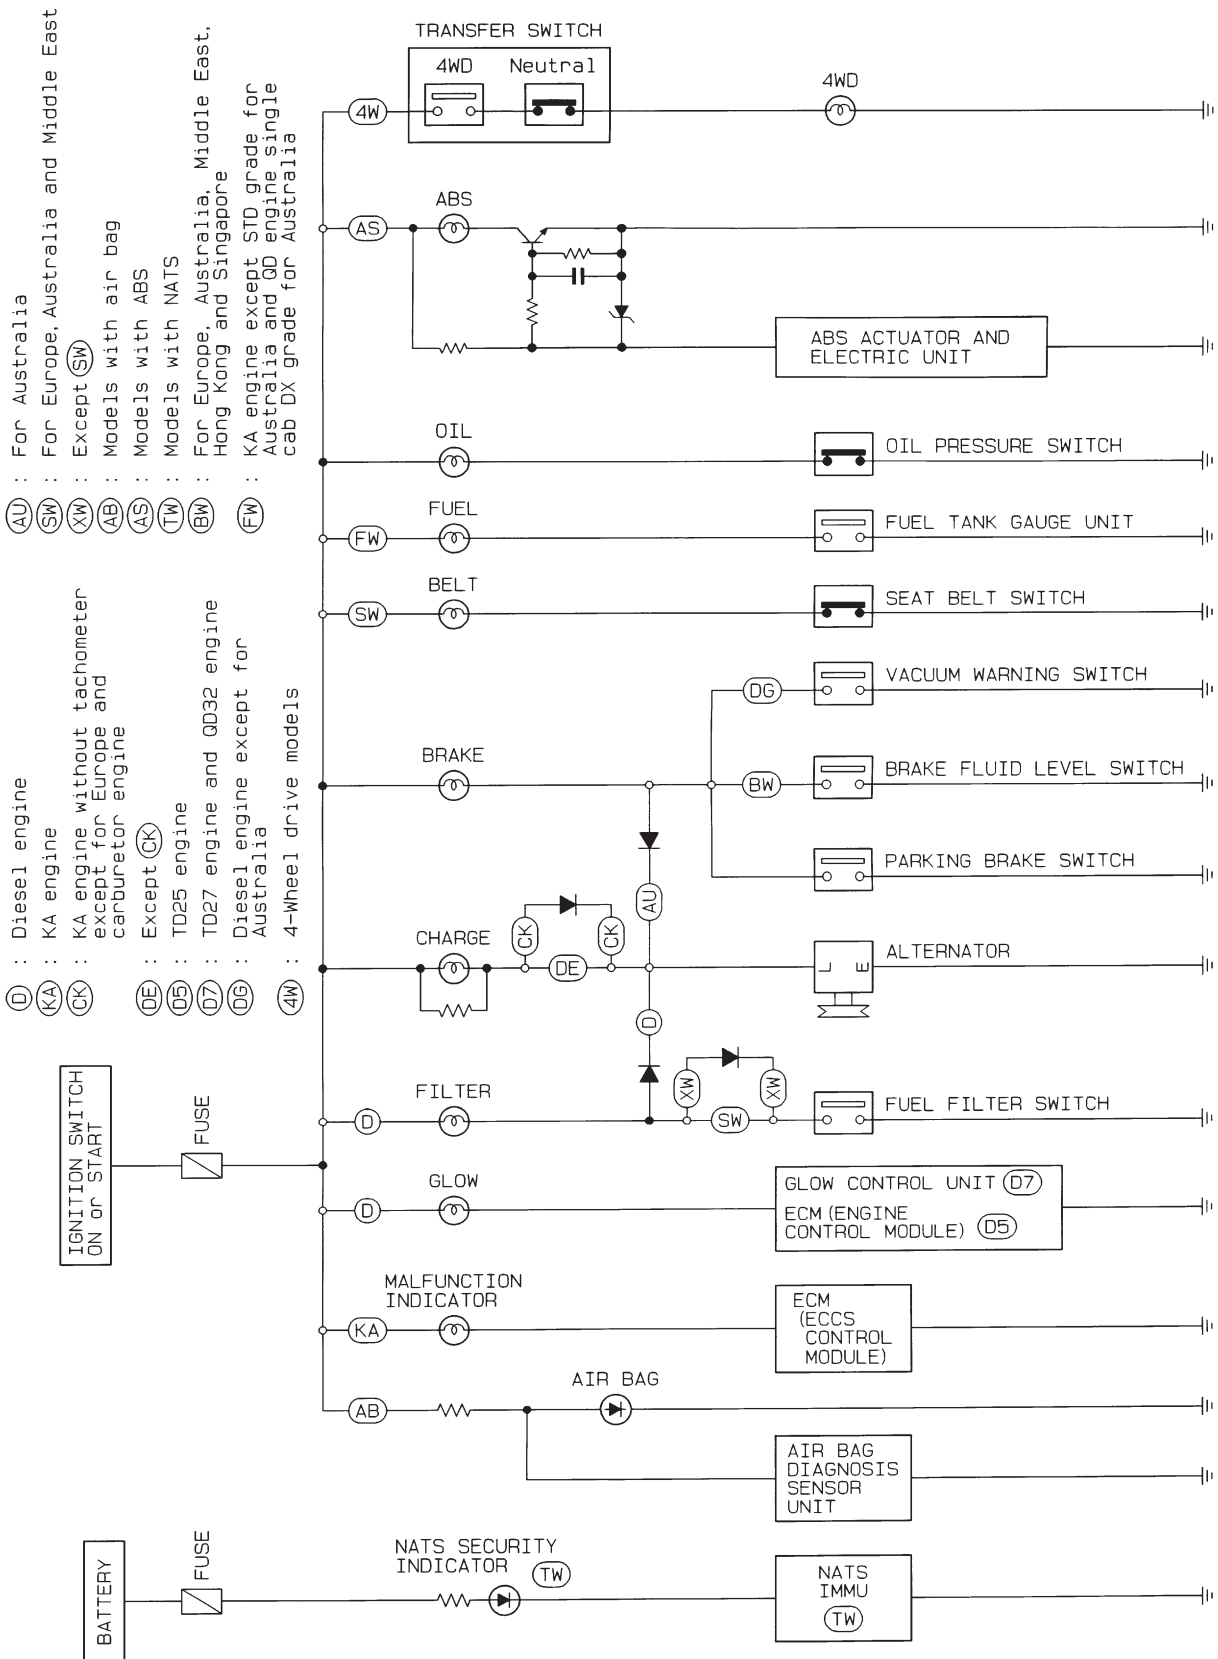 AU : For Australia
SW : For Europe, Australia and Middle East
XW : Except SW
AB : Models with air bag
AS : Models with ABS
TW : Models with NATS
BW : For Europe, Australia, Middle East,
Hong Kong and Singapore
FW : KA engine except STD grade for
Australia and QD engine single
cab DX grade for Australia
D : Diesel engine
KA : KA engine
CK : KA engine without tachometer
except for Europe and
carburetor engine
DE : Except CK
D5 : TD25 engine
D7 : TD27 engine and QD32 engine
DG : Diesel engine except for
Australia
4W : 4-Wheel drive models
IGNITION SWITCH
ON or START
FUSE
TRANSFER SWITCH
4WD Neutral
4W
4WD
AS
ABS
ABS ACTUATOR AND
ELECTRIC UNIT
OIL
OIL PRESSURE SWITCH
FW
FUEL
FUEL TANK GAUGE UNIT
SW
BELT
SEAT BELT SWITCH
DG
VACUUM WARNING SWITCH
BRAKE
BW
BRAKE FLUID LEVEL SWITCH
PARKING BRAKE SWITCH
AU
CHARGE
CK
CK
DE
L E
ALTERNATOR
D
D
FILTER
XW
XW
SW
FUEL FILTER SWITCH
D
GLOW
GLOW CONTROL UNIT D7
ECM (ENGINE
CONTROL MODULE) D5
KA
MALFUNCTION
INDICATOR
ECM
(ECCS
CONTROL
MODULE)
AB
AIR BAG
AIR BAG
DIAGNOSIS
SENSOR
UNIT
BATTERY
FUSE
NATS SECURITY
INDICATOR TW
NATS
IMMU
TW